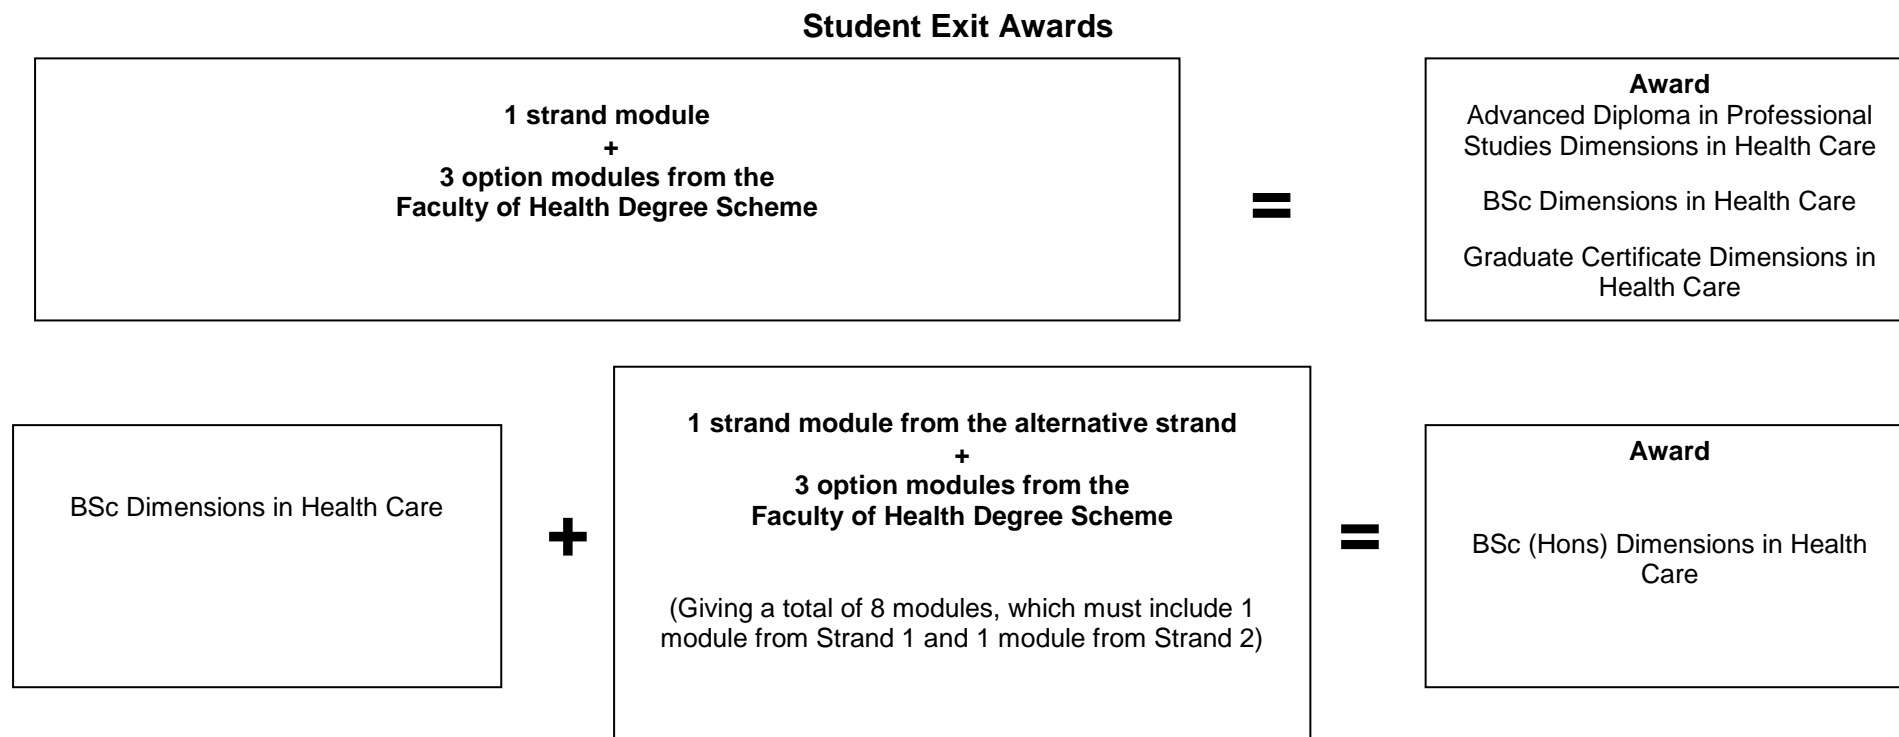 Student Exit Awards
1 strand module
+
3 option modules from the
Faculty of Health Degree Scheme
=
Award
Advanced Diploma in Professional
Studies Dimensions in Health Care
BSc Dimensions in Health Care
Graduate Certificate Dimensions in
Health Care
BSc Dimensions in Health Care
+
1 strand module from the alternative strand
+
3 option modules from the
Faculty of Health Degree Scheme
(Giving a total of 8 modules, which must include 1
module from Strand 1 and 1 module from Strand 2)
=
Award
BSc (Hons) Dimensions in Health
Care